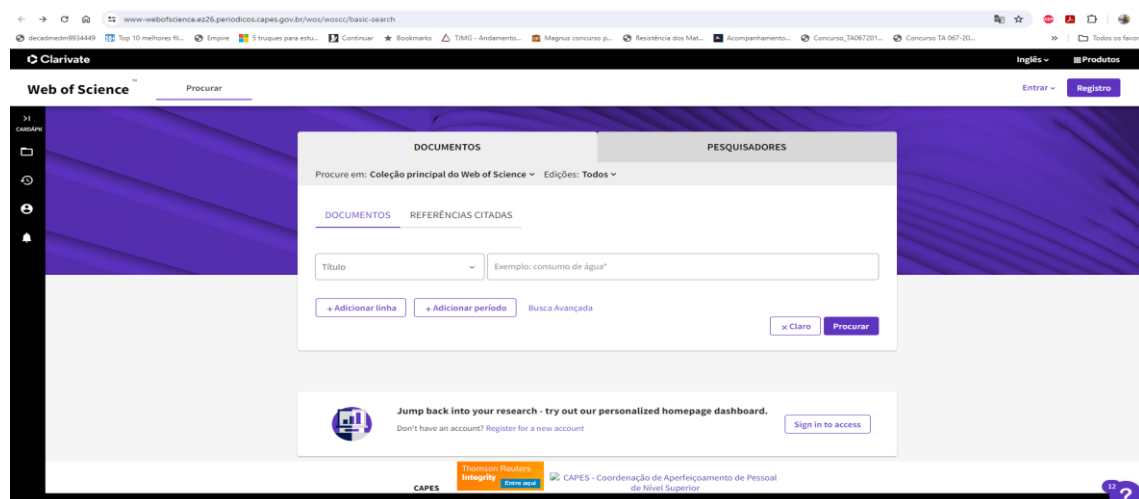 www-webofscience.ez26.periodicos.capes.gov.br/wos/woscc/basic-search
decadmedm9934449 Top 10 melhores fil... Empire 5 truques para estu... Continuar Bookmarks TJMG - Andamento... Magnus concurso p... Resistência dos Mat... Acompanhamento... Concurso_TA067201... Concurso TA 067-20... » Todos os favor
Clarivate Inglês Produtos
Web of Science™ Procurar Entrar Registro
>|
CARDÁPI
DOCUMENTOS PESQUISADORES
Procure em: Coleção principal do Web of Science Edições: Todos
DOCUMENTOS REFERÊNCIAS CITADAS
Título Exemplo: consumo de água*
+ Adicionar linha + Adicionar período Busca Avançada
× Claro Procurar
Jump back into your research - try out our personalized homepage dashboard.
Don't have an account? Register for a new account
Sign in to access
Thomson Reuters
Integrity Entre aqui
CAPES
CAPES - Coordenação de Aperfeiçoamento de Pessoal
de Nível Superior
12
?